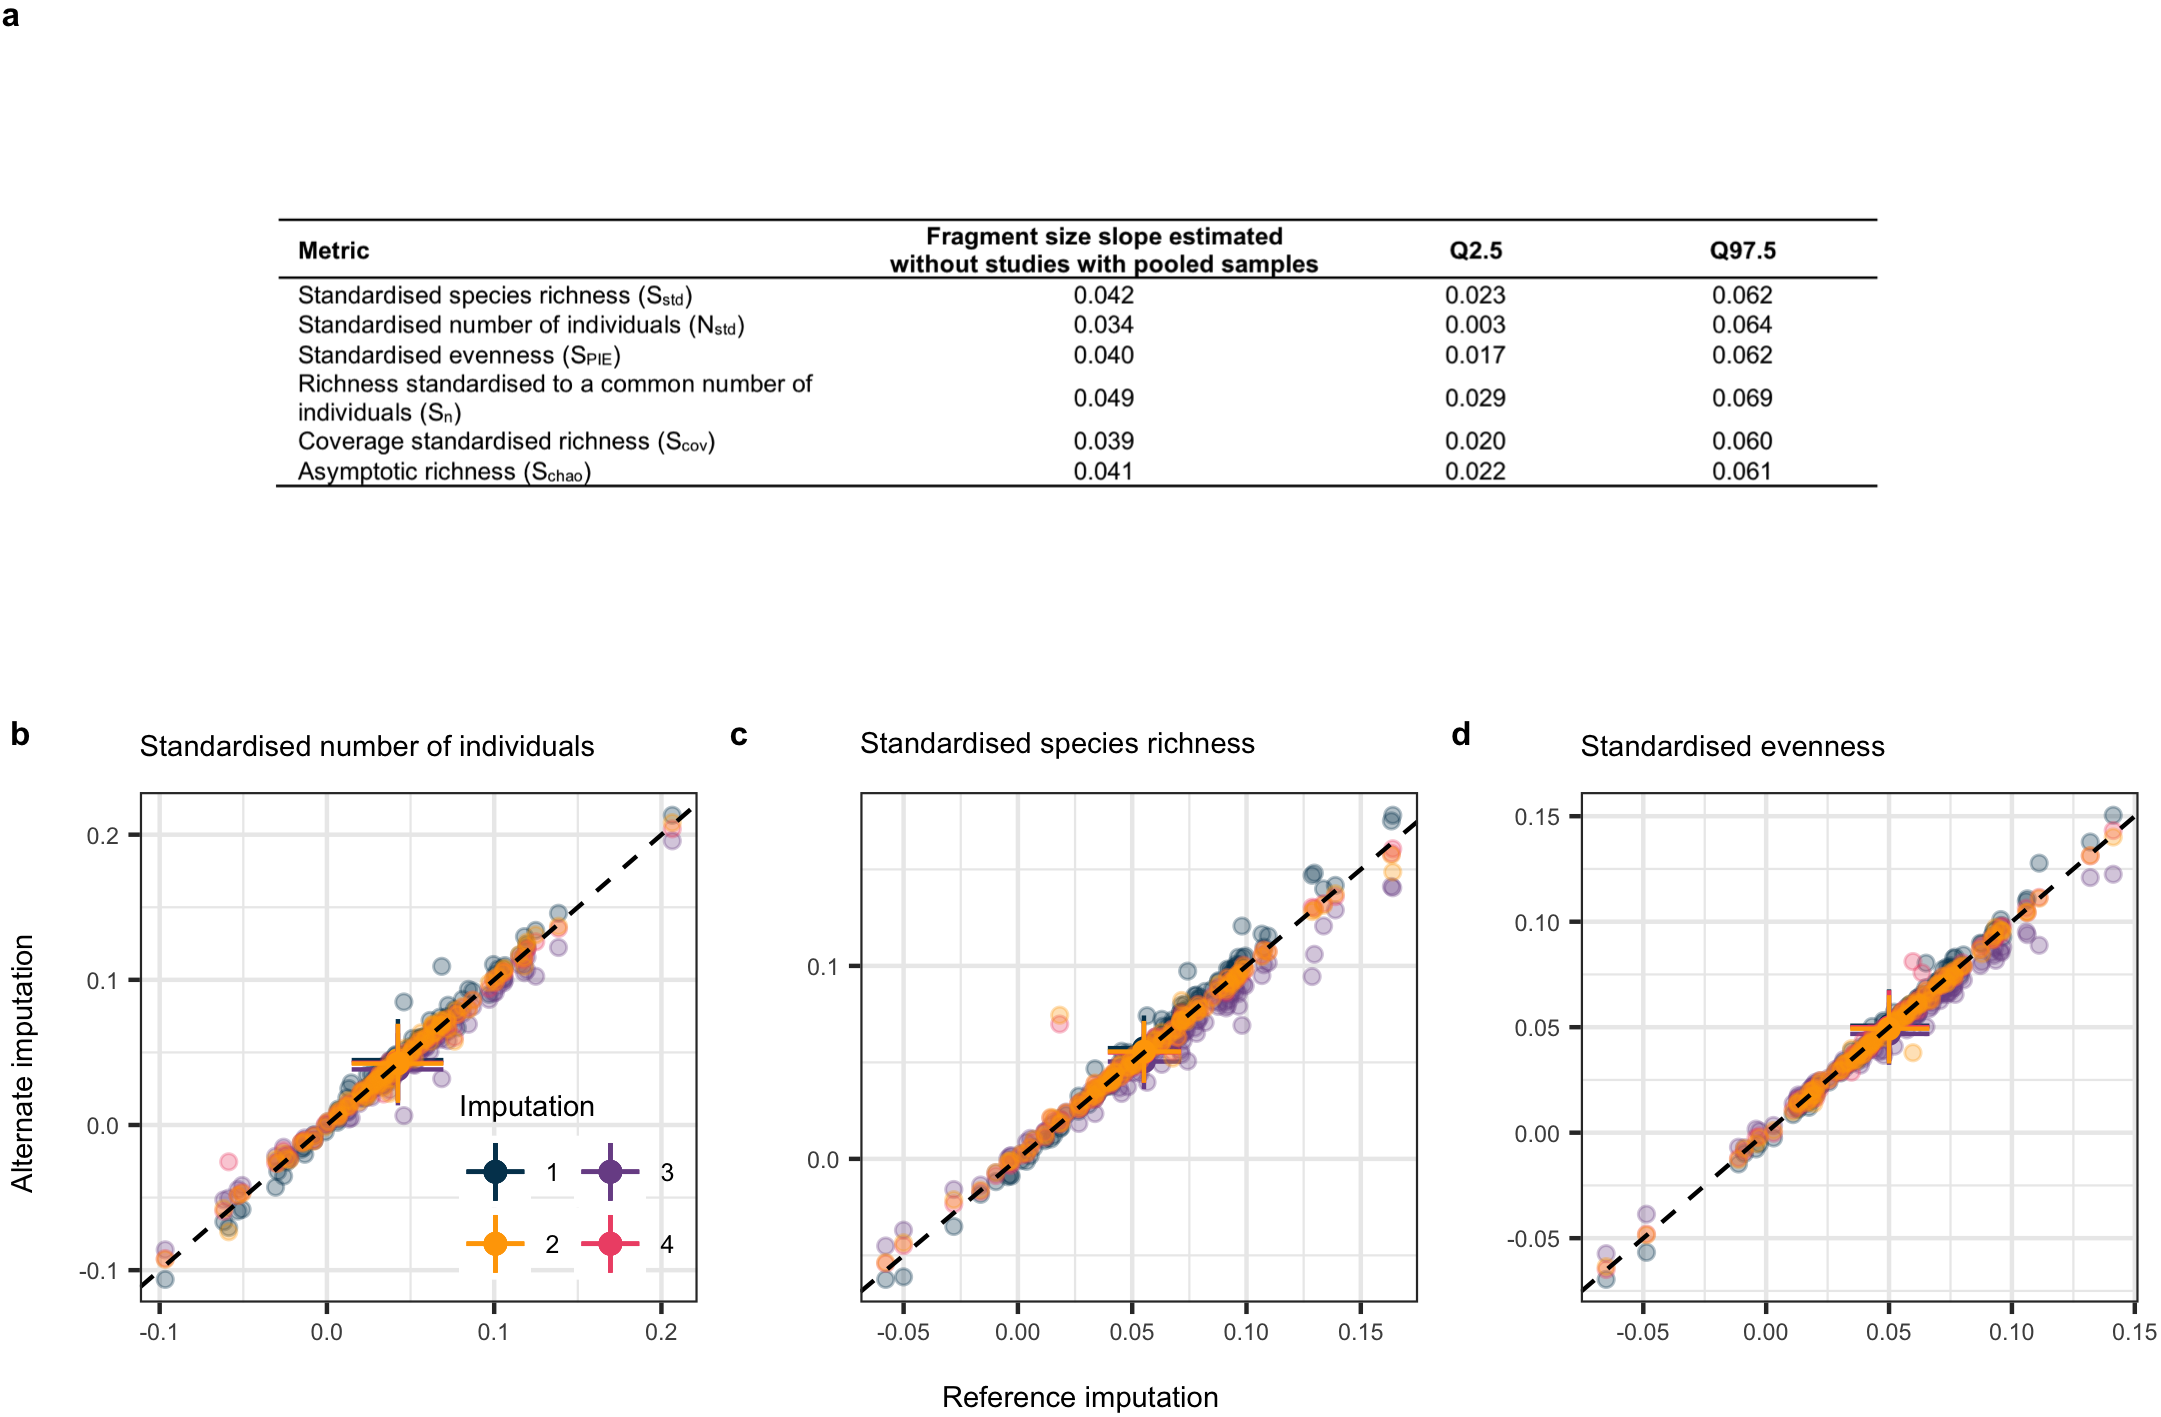 a
Metric
Fragment size slope estimated
without studies with pooled samples
Q2.5
Q97.5
Standardised species richness (Sstd) 0.042 0.023 0.062
Standardised number of individuals (Nstd) 0.034 0.003 0.064
Standardised evenness (SPIE) 0.040 0.017 0.062
Richness standardised to a common number of
individuals (Sn) 0.049 0.029 0.069
Coverage standardised richness (Scov) 0.039 0.020 0.060
Asymptotic richness (Schao) 0.041 0.022 0.061
b
Standardised number of individuals
Alternate imputation
0.2
0.1
0.0
-0.1
-0.1 0.0 0.1 0.2
Imputation
1 3
2 4
c
Standardised species richness
0.1
0.0
-0.05 0.00 0.05 0.10 0.15
Reference imputation
d
Standardised evenness
0.15
0.10
0.05
0.00
-0.05
-0.05 0.00 0.05 0.10 0.15